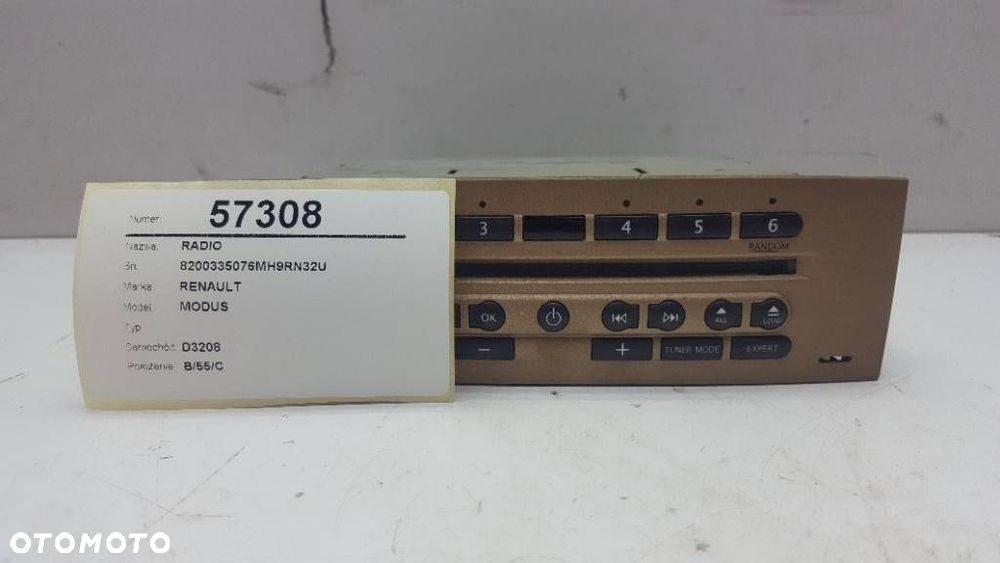 Numer: 57308
Nazwa: RADIO
Sn: 8200335076MH9RN32U
Marka: RENAULT
Model: MODUS
Typ
Samochód: D3208
Położenie B/55/C
3 4 5 6
RANDOM
OK ALL LOAD
− + TUNER MODE EXPERT
OTOMOTO